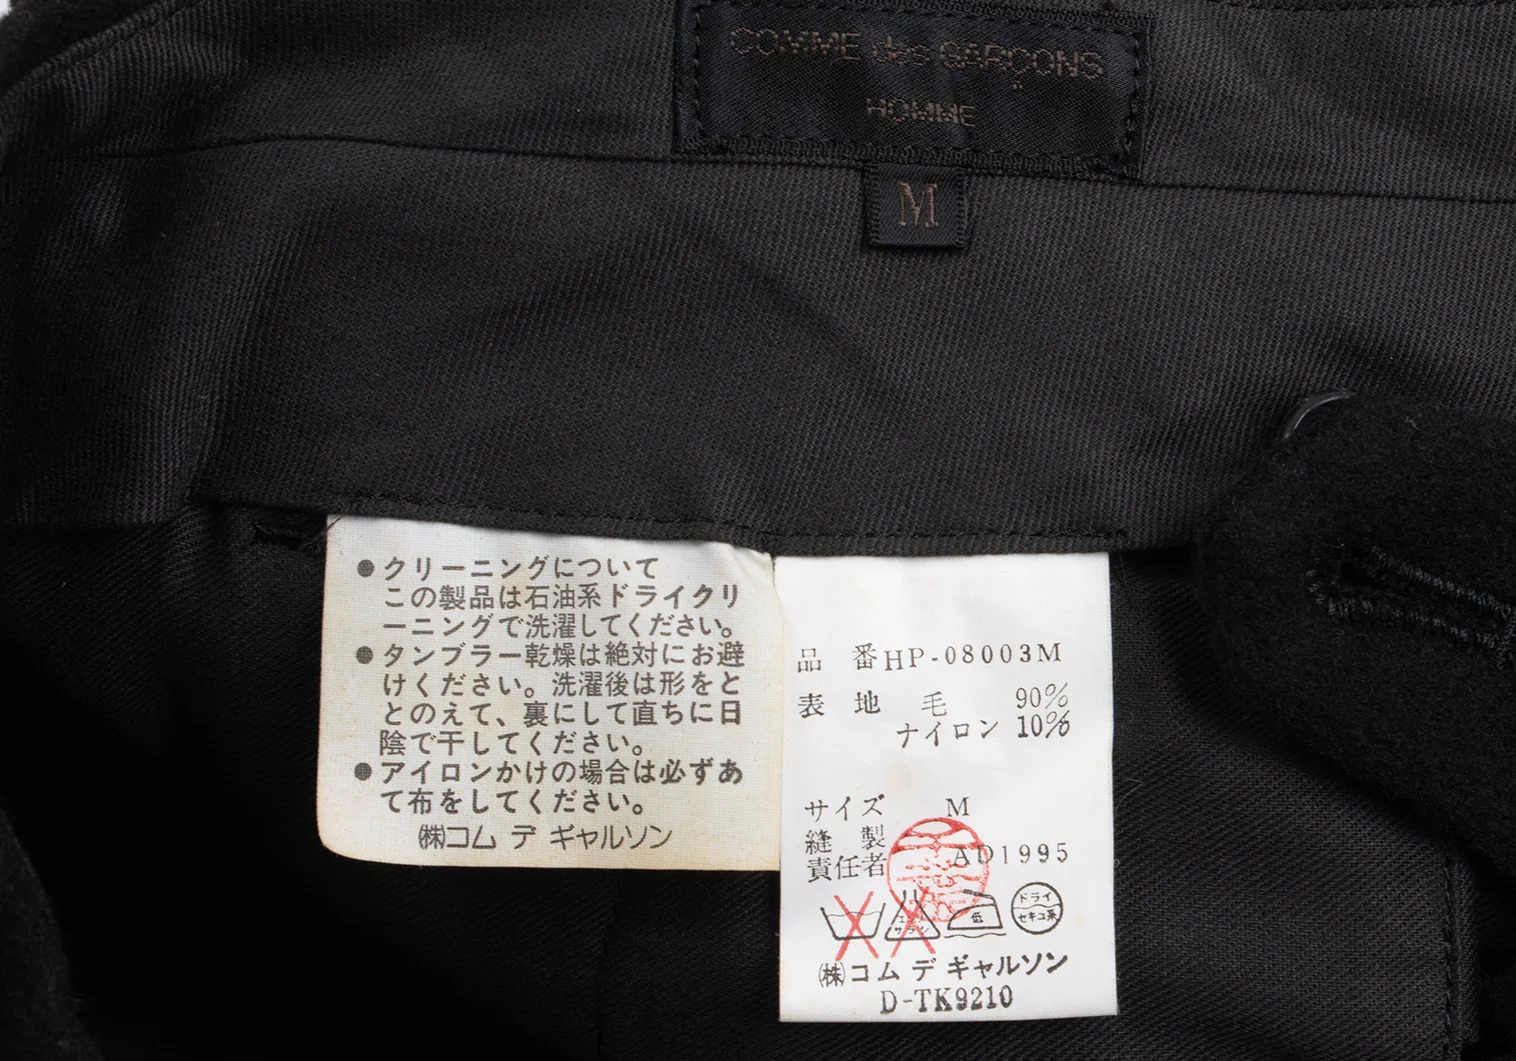 COMME des GARÇONS
HOMME
M
●クリーニングについて
この製品は石油系ドライクリ
ーニングで洗濯してください。
●タンブラー乾燥は絶対にお避
けください。洗濯後は形をと
とのえて、裏にして直ちに日
陰で干してください。
●アイロンかけの場合は必ずあ
て布をしてください。
㈱コム デ ギャルソン
品 番 HP-08003M
表 地 毛 90%
ナイロン 10%
サイズ M
縫 製
責任者 AD1995
エンソ サラシ 低 ドライ セキユ系
㈱コム デ ギャルソン
D-TK9210